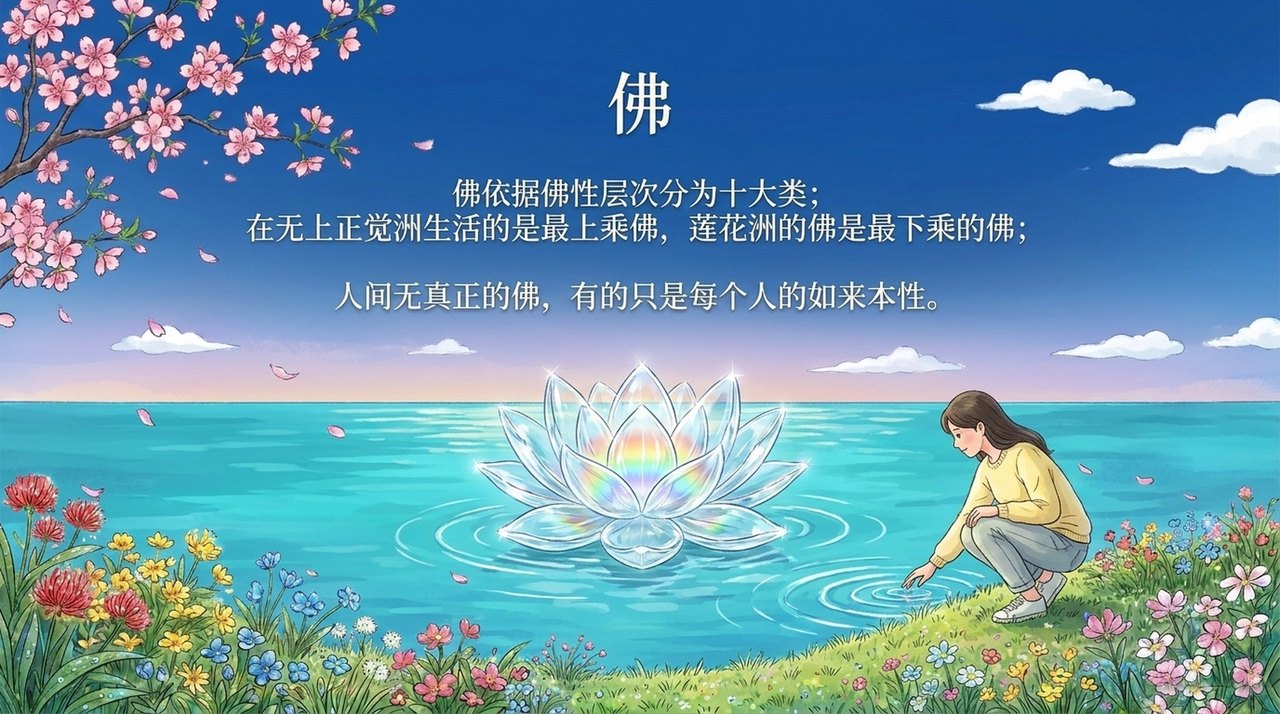 佛
佛依据佛性层次分为十大类；
在无上正觉洲生活的是最上乘佛，莲花洲的佛是最下乘的佛；
人间无真正的佛，有的只是每个人的如来本性。